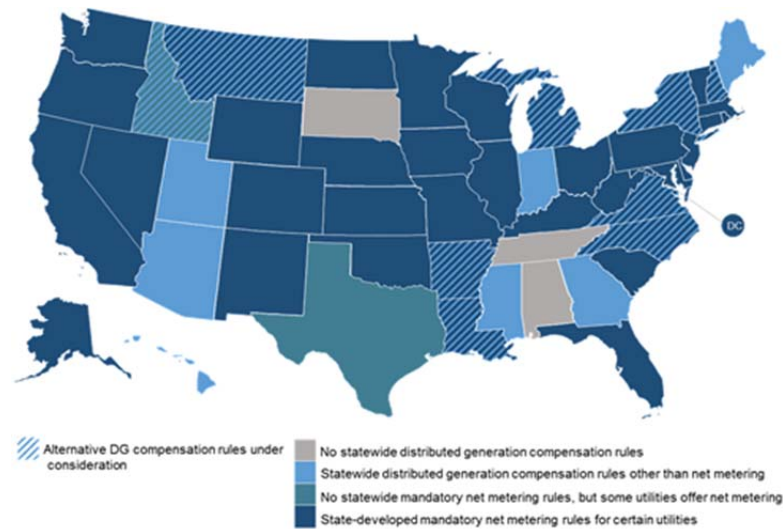 DC
Alternative DG compensation rules under
consideration
No statewide distributed generation compensation rules
Statewide distributed generation compensation rules other than net metering
No statewide mandatory net metering rules, but some utilities offer net metering
State-developed mandatory net metering rules for certain utilities